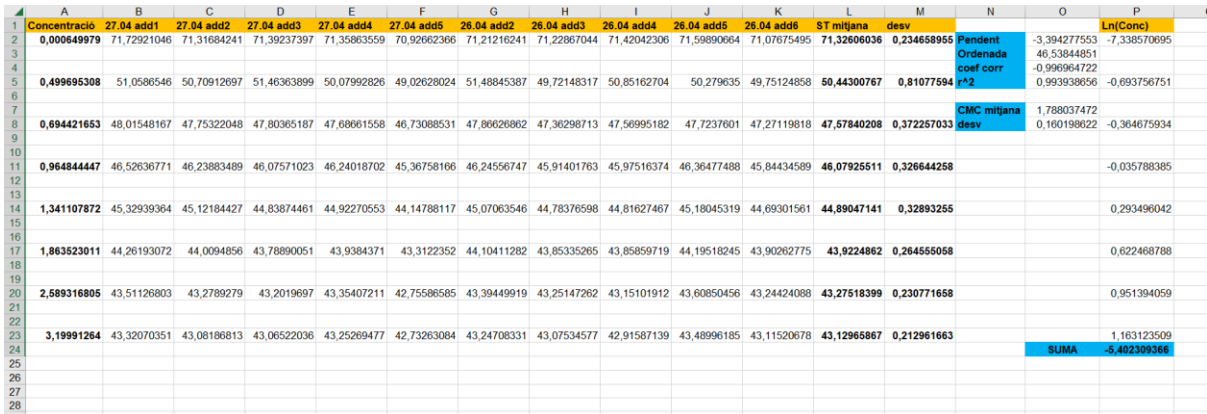 A B C D E F G H I J K L M N O P
1 Concentració 27.04 add1 27.04 add2 27.04 add3 27.04 add4 27.04 add5 26.04 add2 26.04 add3 26.04 add4 26.04 add5 26.04 add6 ST mitjana desv Ln(Conc)
2 0,000649979 71,72921046 71,31684241 71,39237397 71,35863559 70,92662366 71,21216241 71,22867044 71,42042306 71,59890664 71,07675495 71,32606036 0,234658955 Pendent -3,394277553 -7,338570695
3 Ordenada 46,53844851
4 coef corr -0,996964722
5 0,499695308 51,0586546 50,70912697 51,46363899 50,07992826 49,02628024 51,48845387 49,72148317 50,85162704 50,279635 49,75124858 50,44300767 0,81077594 r^2 0,993938656 -0,693756751
6
7 CMC mitjana 1,788037472
8 0,694421653 48,01548167 47,75322048 47,80365187 47,68661558 46,73088531 47,86626862 47,36298713 47,56995182 47,7237601 47,27119818 47,57840208 0,372257033 desv 0,160198622 -0,364675934
9
10
11 0,964844447 46,52636771 46,23883489 46,07571023 46,24018702 45,36758166 46,24556747 45,91401763 45,97516374 46,36477488 45,84434589 46,07925511 0,326644258 -0,035788385
12
13
14 1,341107872 45,32939364 45,12184427 44,83874461 44,92270553 44,14788117 45,07063546 44,78376598 44,81627467 45,18045319 44,69301561 44,89047141 0,32893255 0,293496042
15
16
17 1,863523011 44,26193072 44,0094856 43,78890051 43,9384371 43,3122352 44,10411282 43,85335265 43,85859719 44,19518245 43,90262775 43,9224862 0,264555058 0,622468788
18
19
20 2,589316805 43,51126803 43,2789279 43,2019697 43,35407211 42,75586585 43,39449919 43,25147262 43,15101912 43,60850456 43,24424088 43,27518399 0,230771658 0,951394059
21
22
23 3,19991264 43,32070351 43,08186813 43,06522036 43,25269477 42,73263084 43,24708331 43,07534577 42,91587139 43,48996185 43,11520678 43,12965867 0,212961663 1,163123509
24 SUMA -5,402309366
25
26
27
28